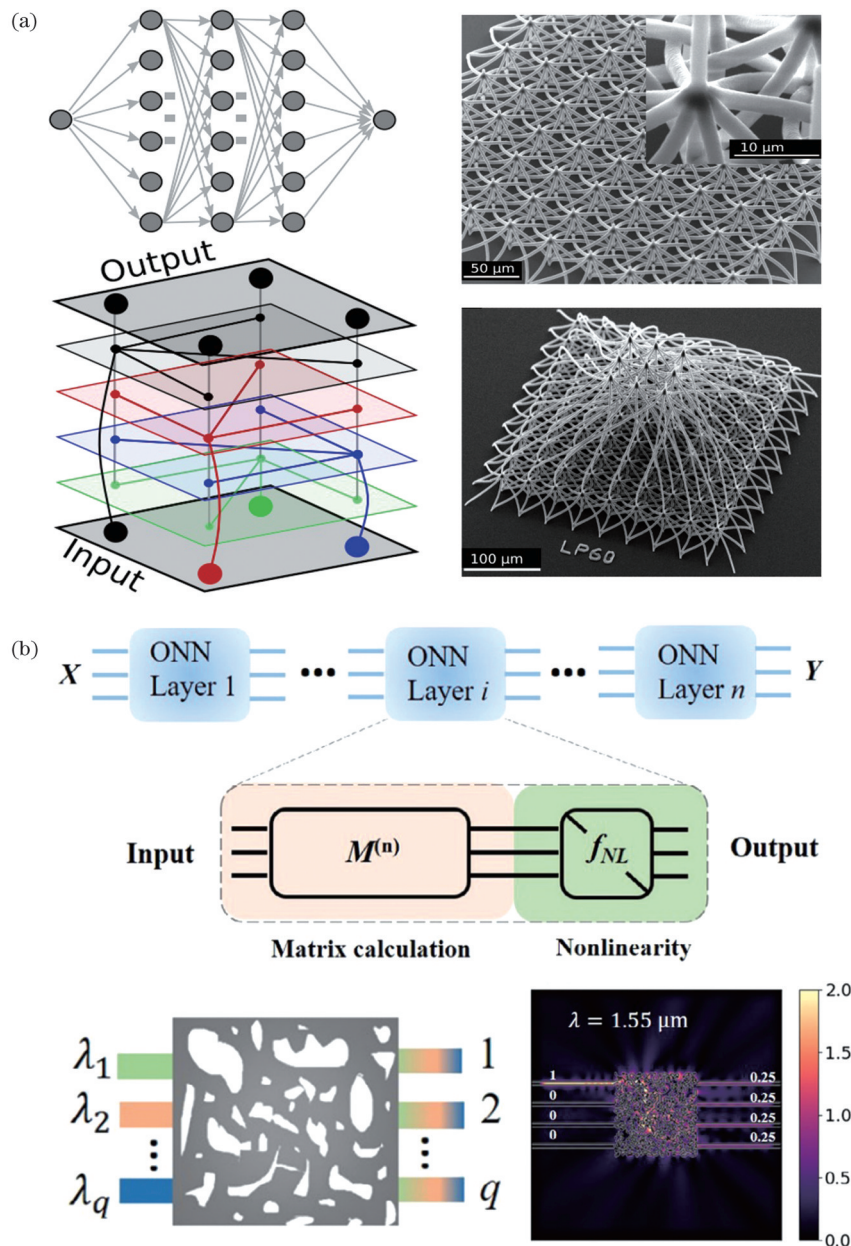 (a)
10 μm
50 μm
Output
Input
100 μm
LP60
(b)
X
ONN
Layer 1
•••
ONN
Layer i
•••
ONN
Layer n
Y
Input
M(n)
fNL
Output
Matrix calculation
Nonlinearity
λ1
λ2
λq
1
2
q
λ = 1.55 μm
1
0
0
0
0.25
0.25
0.25
0.25
2.0
1.5
1.0
0.5
0.0